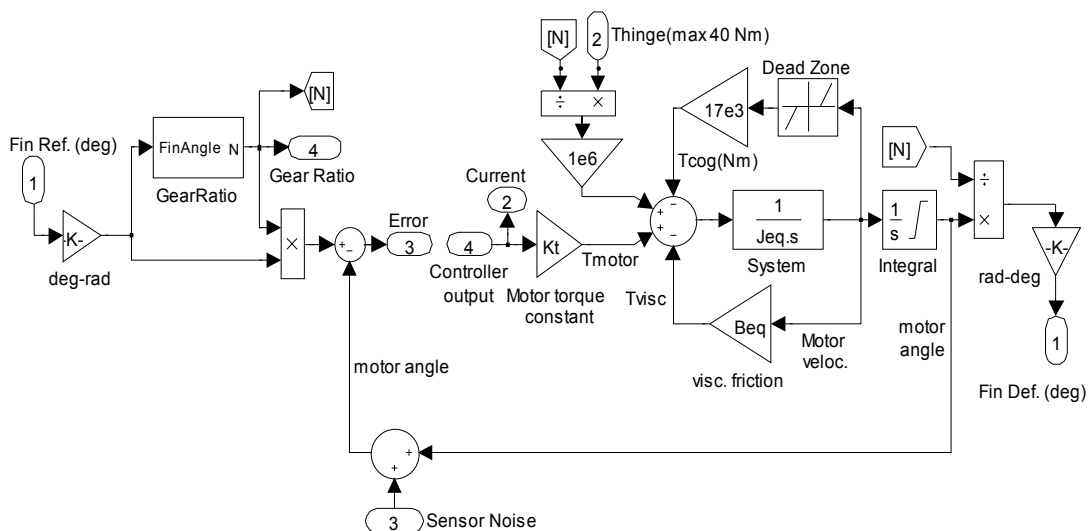 Fin Ref. (deg)
1
-K-
deg-rad
FinAngle N
GearRatio
[N]
4
Gear Ratio
×
+
−
Error
3
motor angle
Current
2
4
Controller
output
Kt
Motor torque
constant
Tmotor
[N]
2
Thinge(max 40 Nm)
÷ ×
1e6
17e3
Dead Zone
Tcog(Nm)
+ −
+ −
1
Jeq.s
System
Tvisc
Beq
visc. friction
Motor
veloc.
1
s
Integral
[N]
÷
×
motor
angle
-K-
rad-deg
1
Fin Def. (deg)
+
+
3
Sensor Noise